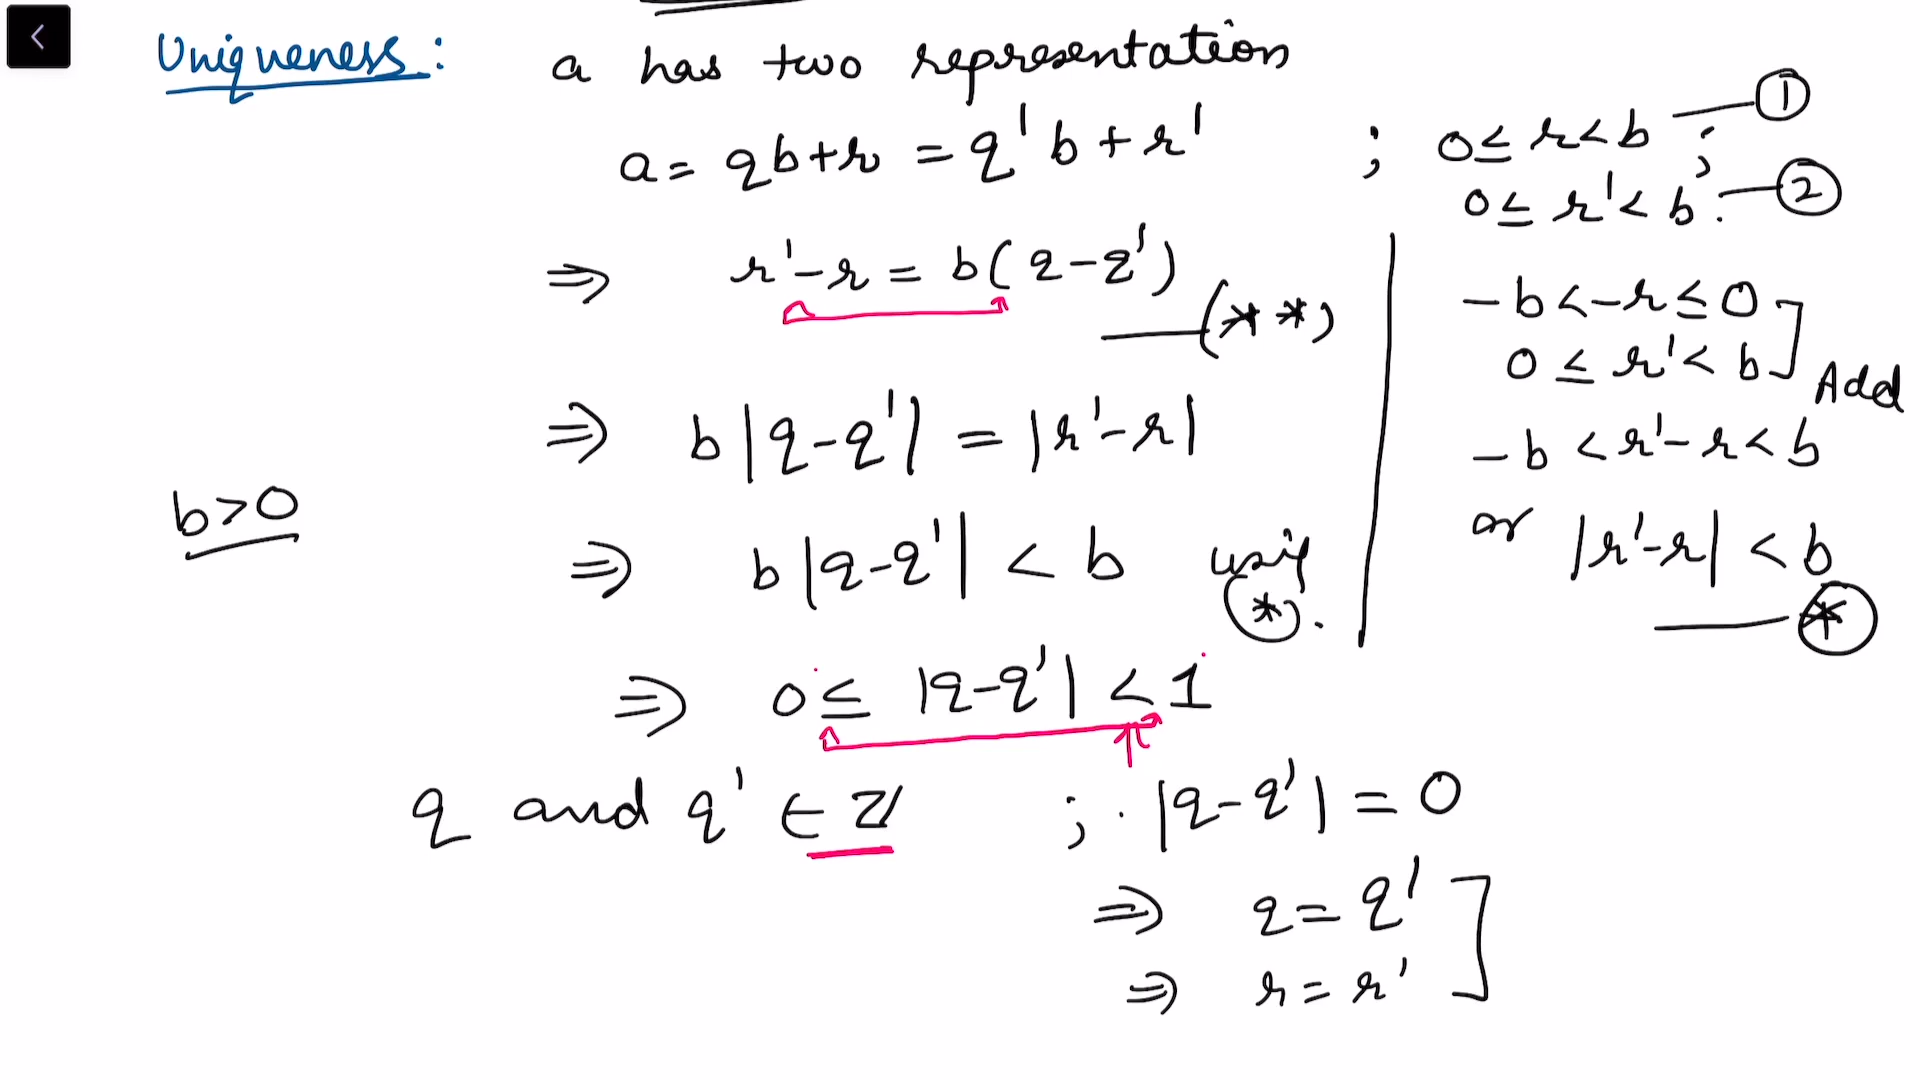 Uniqueness : a has two representation
a = qb+r = q'b + r' ; 0 ≤ r < b ; — ①
0 ≤ r' < b . — ②
⇒ r'-r = b(q-q') — (**)
⇒ b|q-q'| = |r'-r|
b>0
⇒ b|q-q'| < b using (*).
⇒ 0 ≤ |q-q'| < 1
q and q' ∈ ℤ ; . |q-q'| = 0
⇒ q = q' ]
⇒ r = r'
-b < -r ≤ 0 ]
0 ≤ r' < b Add
-b < r'-r < b
or |r'-r| < b
— (*)